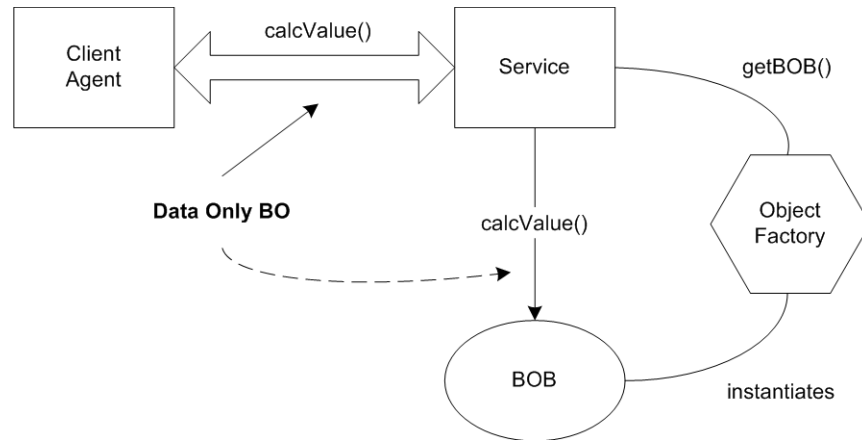 calcValue()
Client
Agent
Service
getBOB()
Data Only BO
calcValue()
Object
Factory
BOB
instantiates